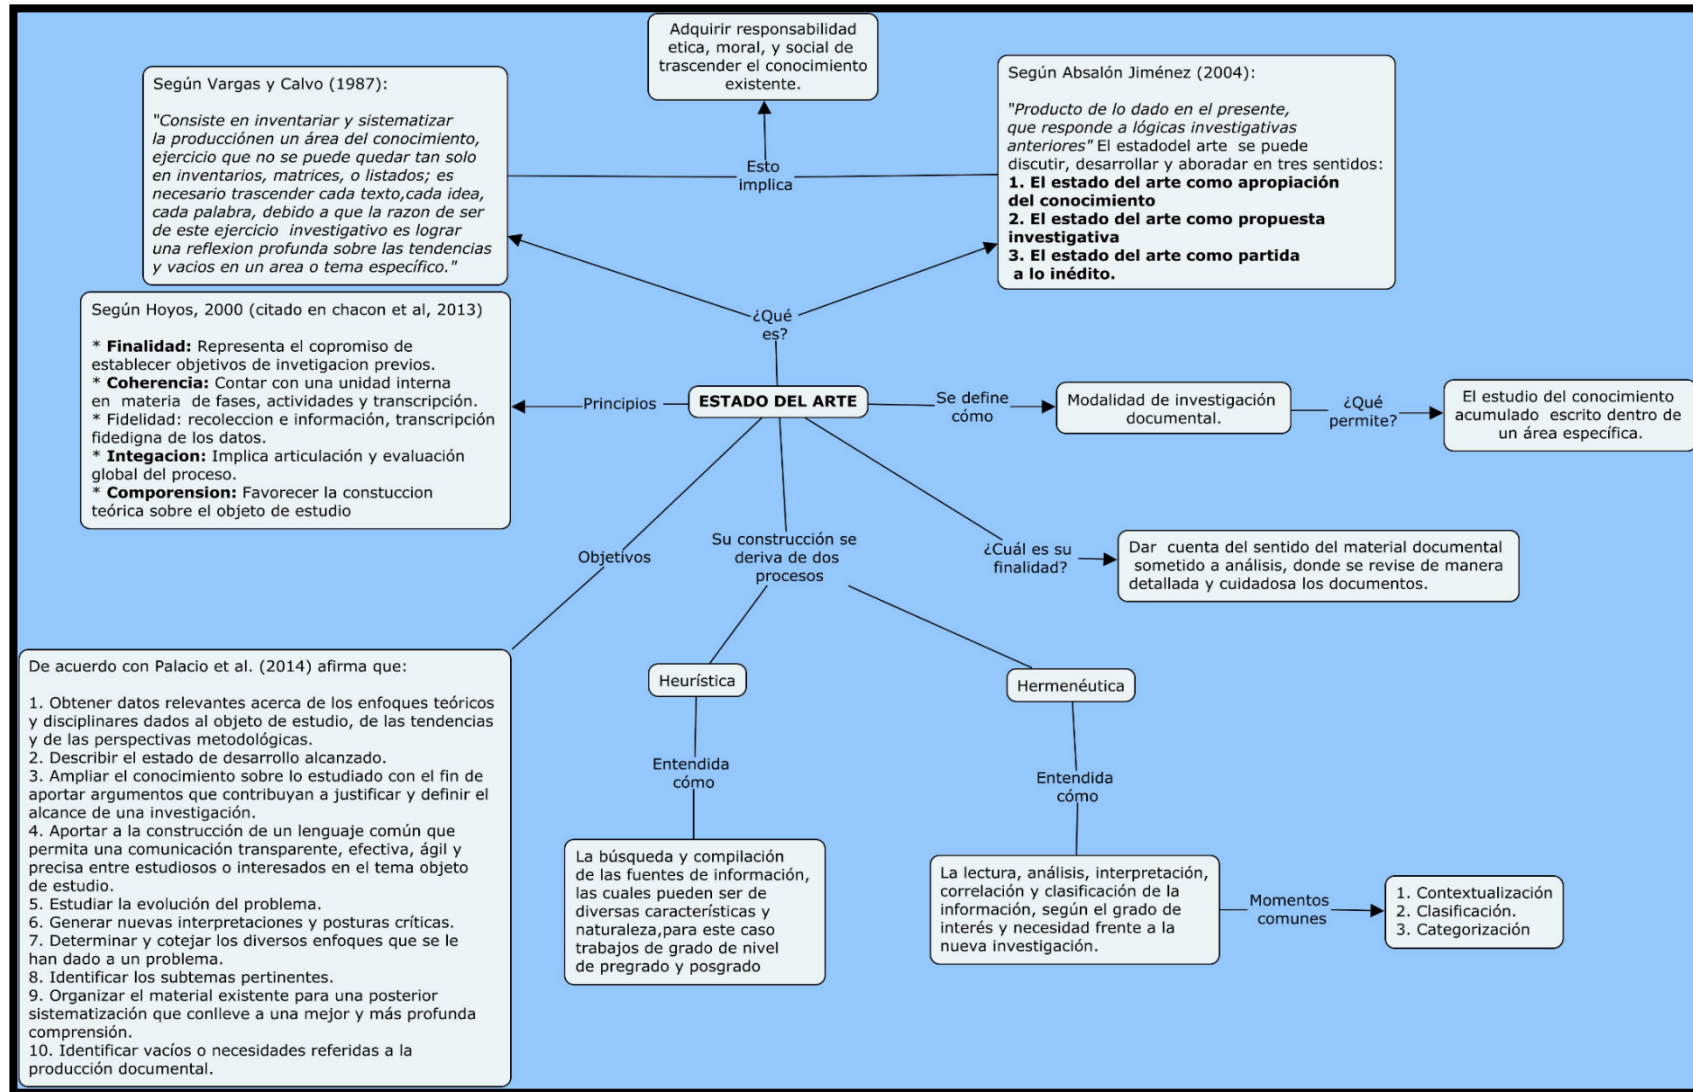 Adquirir responsabilidad
etica, moral, y social de
trascender el conocimiento
existente.
Según Vargas y Calvo (1987):
"Consiste en inventariar y sistematizar
la producciónen un área del conocimiento,
ejercicio que no se puede quedar tan solo
en inventarios, matrices, o listados; es
necesario trascender cada texto,cada idea,
cada palabra, debido a que la razon de ser
de este ejercicio investigativo es lograr
una reflexion profunda sobre las tendencias
y vacios en un area o tema específico."
Esto
implica
Según Absalón Jiménez (2004):
"Producto de lo dado en el presente,
que responde a lógicas investigativas
anteriores" El estadodel arte se puede
discutir, desarrollar y aboradar en tres sentidos:
1. El estado del arte como apropiación
del conocimiento
2. El estado del arte como propuesta
investigativa
3. El estado del arte como partida
a lo inédito.
¿Qué
es?
Según Hoyos, 2000 (citado en chacon et al, 2013)
* Finalidad: Representa el copromiso de
establecer objetivos de invetigacion previos.
* Coherencia: Contar con una unidad interna
en materia de fases, actividades y transcripción.
* Fidelidad: recoleccion e información, transcripción
fidedigna de los datos.
* Integacion: Implica articulación y evaluación
global del proceso.
* Comporension: Favorecer la constuccion
teórica sobre el objeto de estudio
Principios
ESTADO DEL ARTE
Se define
cómo
Modalidad de investigación
documental.
¿Qué
permite?
El estudio del conocimiento
acumulado escrito dentro de
un área específica.
Objetivos
Su construcción se
deriva de dos
procesos
¿Cuál es su
finalidad?
Dar cuenta del sentido del material documental
sometido a análisis, donde se revise de manera
detallada y cuidadosa los documentos.
De acuerdo con Palacio et al. (2014) afirma que:
1. Obtener datos relevantes acerca de los enfoques teóricos
y disciplinares dados al objeto de estudio, de las tendencias
y de las perspectivas metodológicas.
2. Describir el estado de desarrollo alcanzado.
3. Ampliar el conocimiento sobre lo estudiado con el fin de
aportar argumentos que contribuyan a justificar y definir el
alcance de una investigación.
4. Aportar a la construcción de un lenguaje común que
permita una comunicación transparente, efectiva, ágil y
precisa entre estudiosos o interesados en el tema objeto
de estudio.
5. Estudiar la evolución del problema.
6. Generar nuevas interpretaciones y posturas críticas.
7. Determinar y cotejar los diversos enfoques que se le
han dado a un problema.
8. Identificar los subtemas pertinentes.
9. Organizar el material existente para una posterior
sistematización que conlleve a una mejor y más profunda
comprensión.
10. Identificar vacíos o necesidades referidas a la
producción documental.
Heurística
Entendida
cómo
La búsqueda y compilación
de las fuentes de información,
las cuales pueden ser de
diversas características y
naturaleza,para este caso
trabajos de grado de nivel
de pregrado y posgrado
Hermenéutica
Entendida
cómo
La lectura, análisis, interpretación,
correlación y clasificación de la
información, según el grado de
interés y necesidad frente a la
nueva investigación.
Momentos
comunes
1. Contextualización
2. Clasificación.
3. Categorización